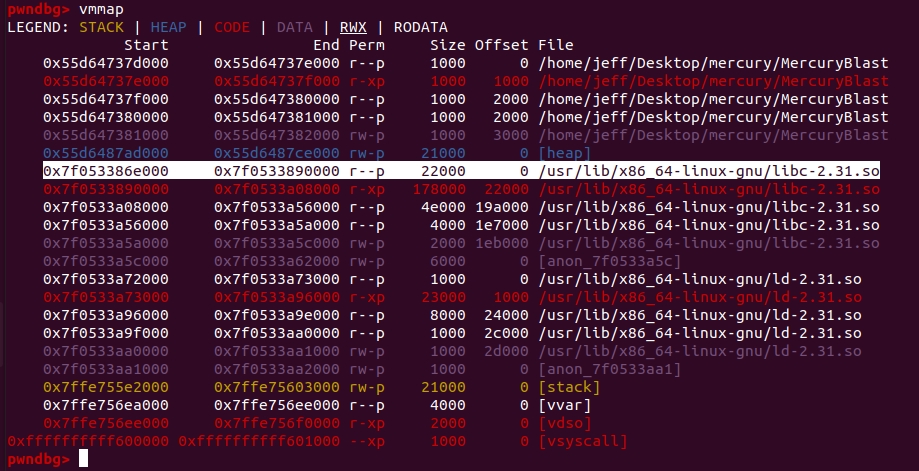 pwndbg> vmmap
LEGEND: STACK | HEAP | CODE | DATA | RWX | RODATA
Start End Perm Size Offset File
0x55d64737d000 0x55d64737e000 r--p 1000 0 /home/jeff/Desktop/mercury/MercuryBlast
0x55d64737e000 0x55d64737f000 r-xp 1000 1000 /home/jeff/Desktop/mercury/MercuryBlast
0x55d64737f000 0x55d647380000 r--p 1000 2000 /home/jeff/Desktop/mercury/MercuryBlast
0x55d647380000 0x55d647381000 r--p 1000 2000 /home/jeff/Desktop/mercury/MercuryBlast
0x55d647381000 0x55d647382000 rw-p 1000 3000 /home/jeff/Desktop/mercury/MercuryBlast
0x55d6487ad000 0x55d6487ce000 rw-p 21000 0 [heap]
0x7f053386e000 0x7f0533890000 r--p 22000 0 /usr/lib/x86_64-linux-gnu/libc-2.31.so
0x7f0533890000 0x7f0533a08000 r-xp 178000 22000 /usr/lib/x86_64-linux-gnu/libc-2.31.so
0x7f0533a08000 0x7f0533a56000 r--p 4e000 19a000 /usr/lib/x86_64-linux-gnu/libc-2.31.so
0x7f0533a56000 0x7f0533a5a000 r--p 4000 1e7000 /usr/lib/x86_64-linux-gnu/libc-2.31.so
0x7f0533a5a000 0x7f0533a5c000 rw-p 2000 1eb000 /usr/lib/x86_64-linux-gnu/libc-2.31.so
0x7f0533a5c000 0x7f0533a62000 rw-p 6000 0 [anon_7f0533a5c]
0x7f0533a72000 0x7f0533a73000 r--p 1000 0 /usr/lib/x86_64-linux-gnu/ld-2.31.so
0x7f0533a73000 0x7f0533a96000 r-xp 23000 1000 /usr/lib/x86_64-linux-gnu/ld-2.31.so
0x7f0533a96000 0x7f0533a9e000 r--p 8000 24000 /usr/lib/x86_64-linux-gnu/ld-2.31.so
0x7f0533a9f000 0x7f0533aa0000 r--p 1000 2c000 /usr/lib/x86_64-linux-gnu/ld-2.31.so
0x7f0533aa0000 0x7f0533aa1000 rw-p 1000 2d000 /usr/lib/x86_64-linux-gnu/ld-2.31.so
0x7f0533aa1000 0x7f0533aa2000 rw-p 1000 0 [anon_7f0533aa1]
0x7ffe755e2000 0x7ffe75603000 rw-p 21000 0 [stack]
0x7ffe756ea000 0x7ffe756ee000 r--p 4000 0 [vvar]
0x7ffe756ee000 0x7ffe756f0000 r-xp 2000 0 [vdso]
0xffffffffff600000 0xffffffffff601000 --xp 1000 0 [vsyscall]
pwndbg>